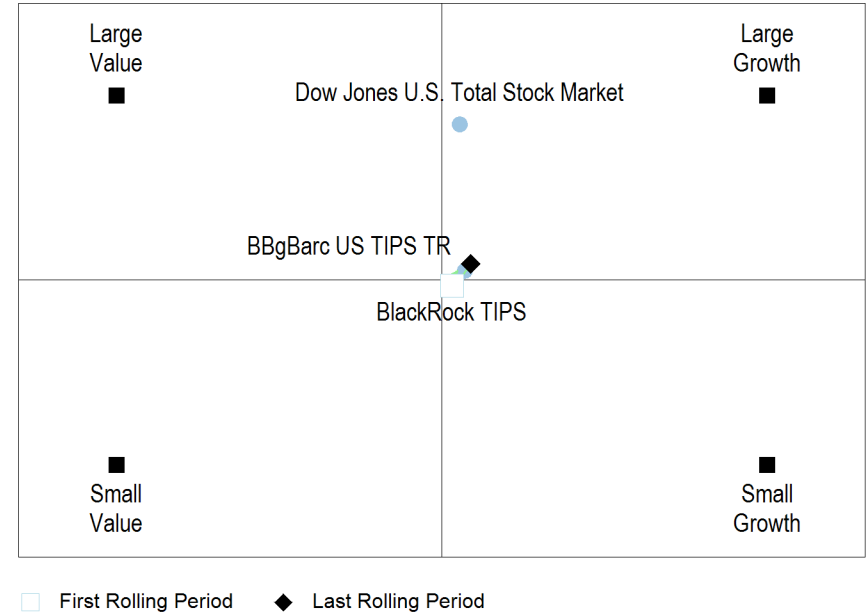 Large
Value
Large
Growth
Dow Jones U.S. Total Stock Market
BBgBarc US TIPS TR
BlackRock TIPS
Small
Value
Small
Growth
First Rolling Period
Last Rolling Period